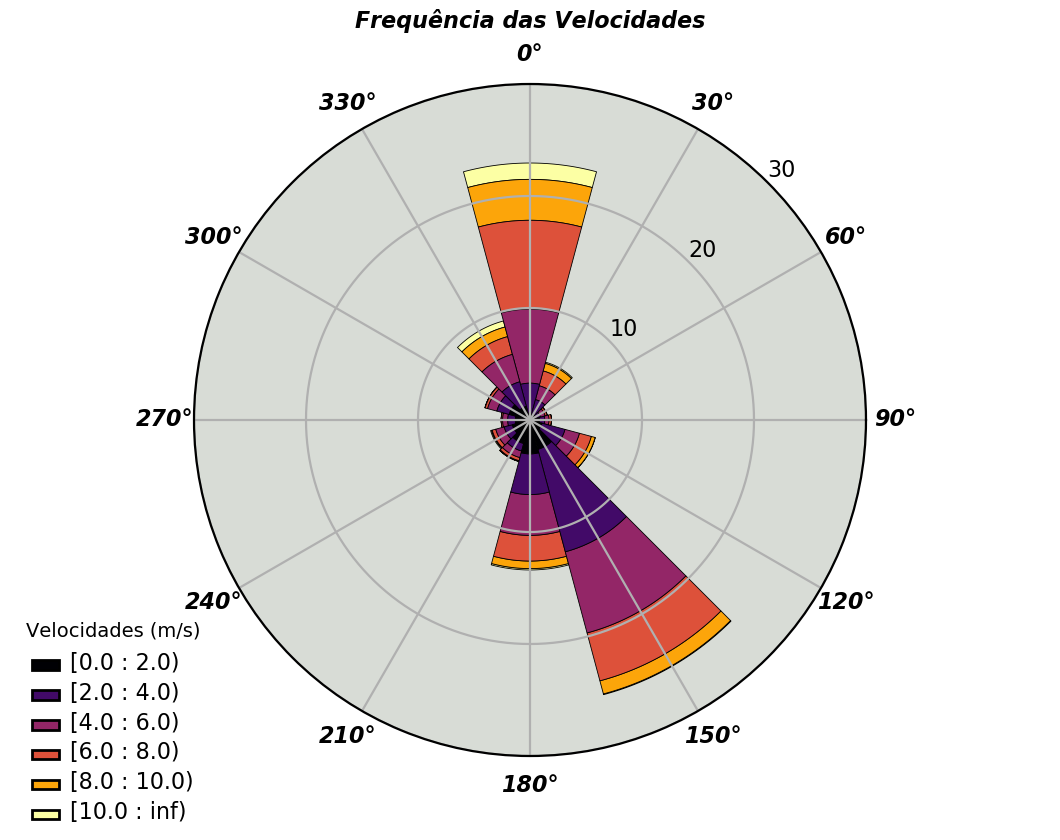 Frequência das Velocidades
0°
330°
30°
30
300°
60°
20
10
270°
90°
240°
120°
210°
150°
180°
Velocidades (m/s)
[0.0 : 2.0)
[2.0 : 4.0)
[4.0 : 6.0)
[6.0 : 8.0)
[8.0 : 10.0)
[10.0 : inf)